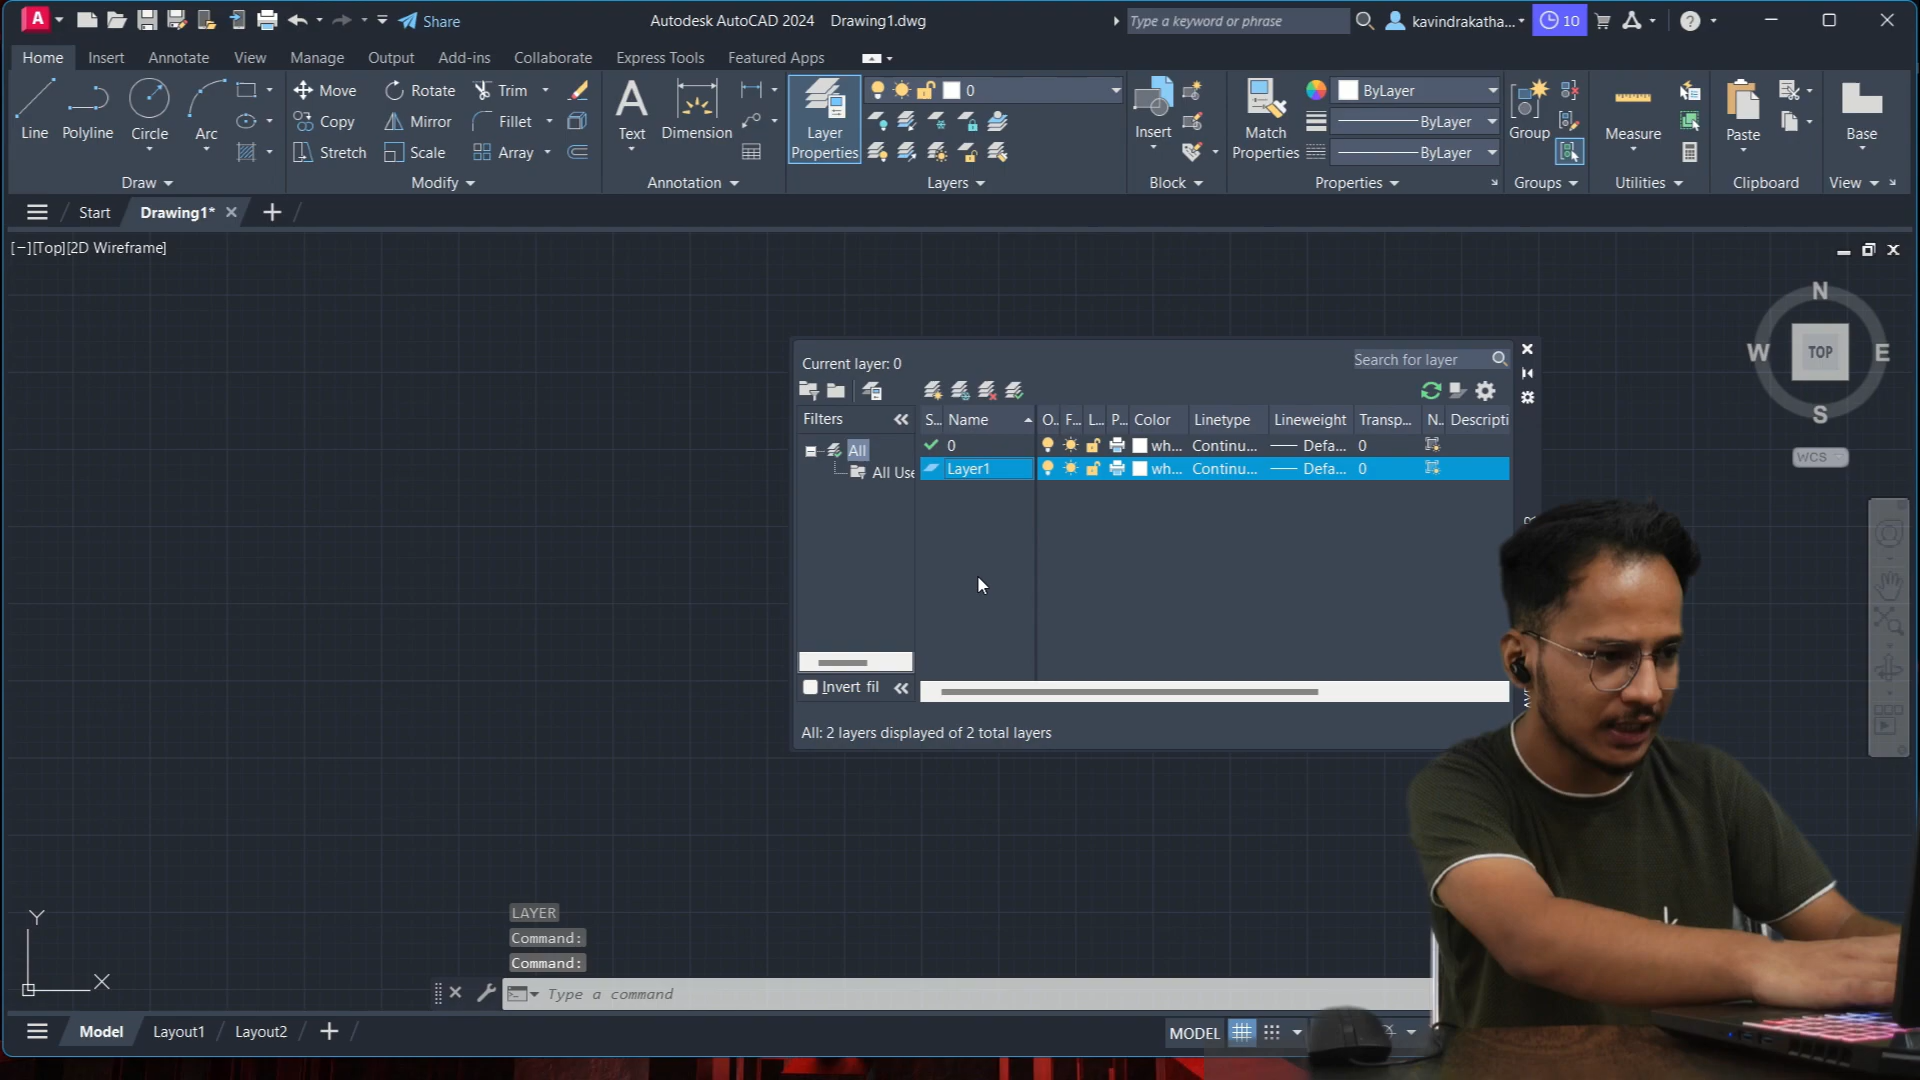 A
Share
Autodesk AutoCAD 2024 Drawing1.dwg
Type a keyword or phrase
kavindrakatha...
10
Home Insert Annotate View Manage Output Add-ins Collaborate Express Tools Featured Apps
Line Polyline Circle Arc
Move Rotate Trim
Copy Mirror Fillet
Stretch Scale Array
Text Dimension
Layer Properties
0
Insert
Match Properties
ByLayer
ByLayer
ByLayer
Group
Measure
Paste
Base
Draw Modify Annotation Layers Block Properties Groups Utilities Clipboard View
Start Drawing1*
[−][Top][2D Wireframe]
N
W TOP E
S
WCS
Current layer: 0
Search for layer
Filters
S... Name O.. F... L... P... Color Linetype Lineweight Transp... N.. Descripti
All
All Use
0 wh... Continu... Defa... 0
Layer1 wh... Continu... Defa... 0
Invert fil
All: 2 layers displayed of 2 total layers
LAYER
Command:
Command:
Type a command
Y
X
Model Layout1 Layout2
MODEL